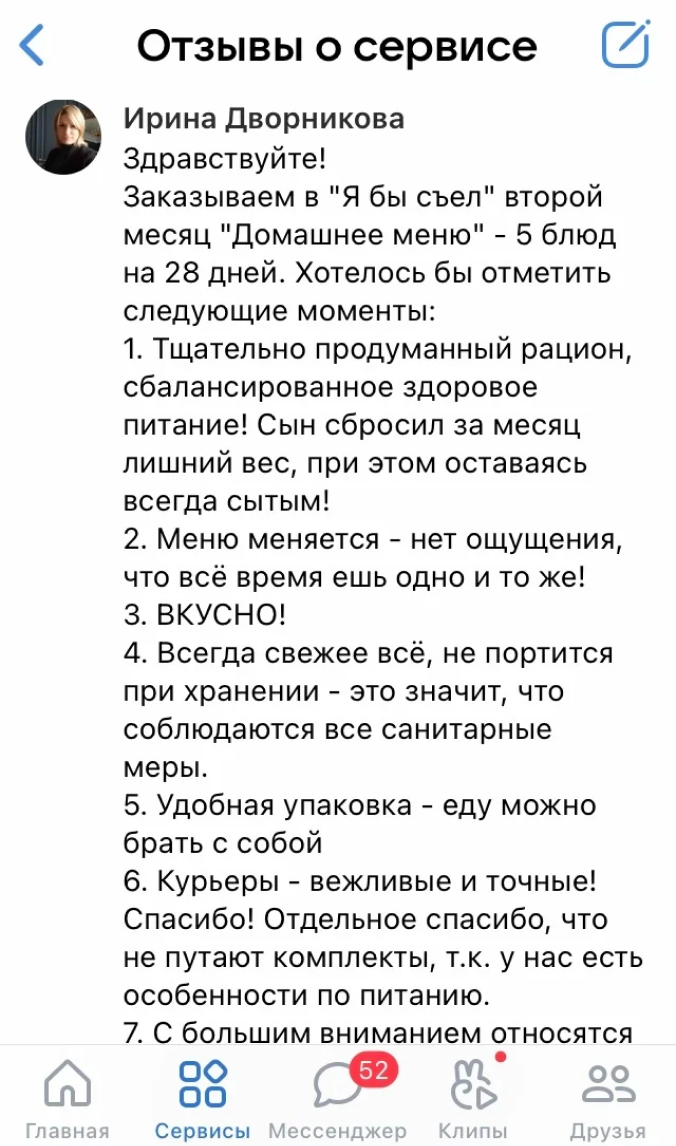 Отзывы о сервисе
Ирина Дворникова
Здравствуйте!
Заказываем в "Я бы съел" второй
месяц "Домашнее меню" - 5 блюд
на 28 дней. Хотелось бы отметить
следующие моменты:
1. Тщательно продуманный рацион,
сбалансированное здоровое
питание! Сын сбросил за месяц
лишний вес, при этом оставаясь
всегда сытым!
2. Меню меняется - нет ощущения,
что всё время ешь одно и то же!
3. ВКУСНО!
4. Всегда свежее всё, не портится
при хранении - это значит, что
соблюдаются все санитарные
меры.
5. Удобная упаковка - еду можно
брать с собой
6. Курьеры - вежливые и точные!
Спасибо! Отдельное спасибо, что
не путают комплекты, т.к. у нас есть
особенности по питанию.
7. С большим вниманием относятся
52
Главная Сервисы Мессенджер Клипы Друзья